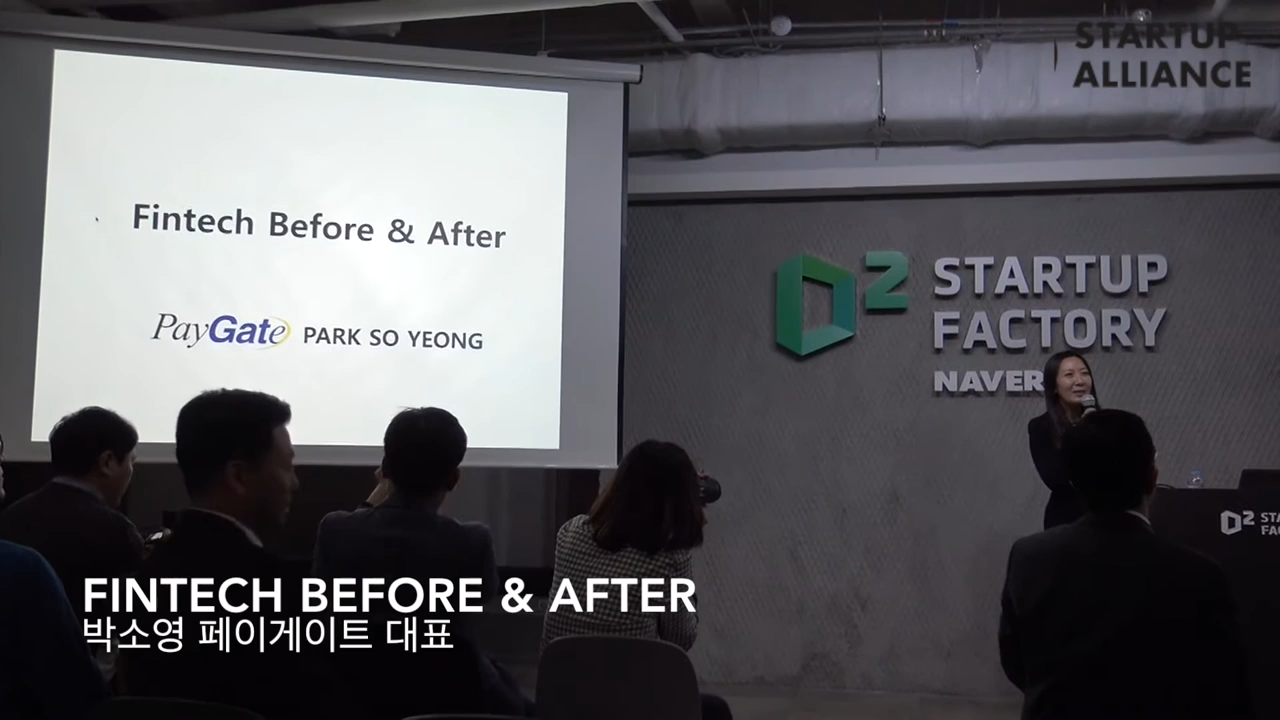 STARTUP
ALLIANCE
Fintech Before & After
PayGate PARK SO YEONG
D2 STARTUP
FACTORY
NAVER
D2
FINTECH BEFORE & AFTER
박소영 페이게이트 대표